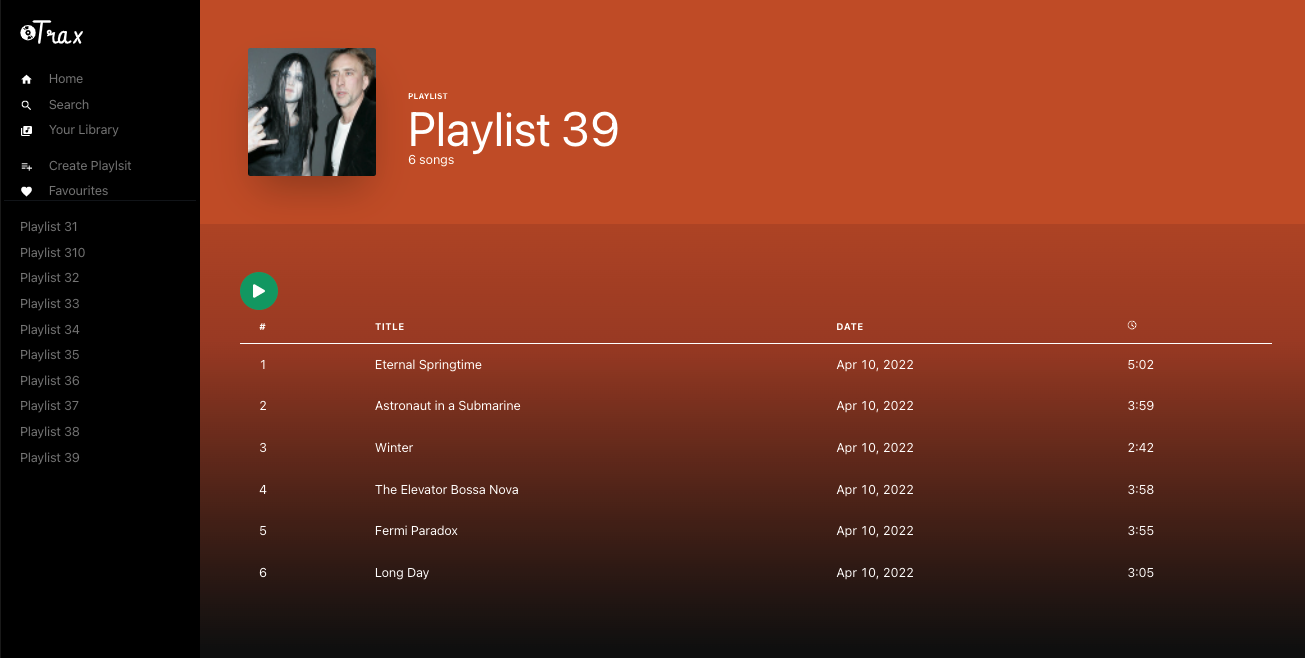 Trax
Home
Search
Your Library
Create Playlsit
Favourites
Playlist 31
Playlist 310
Playlist 32
Playlist 33
Playlist 34
Playlist 35
Playlist 36
Playlist 37
Playlist 38
Playlist 39
PLAYLIST
Playlist 39
6 songs
# TITLE DATE
1 Eternal Springtime Apr 10, 2022 5:02
2 Astronaut in a Submarine Apr 10, 2022 3:59
3 Winter Apr 10, 2022 2:42
4 The Elevator Bossa Nova Apr 10, 2022 3:58
5 Fermi Paradox Apr 10, 2022 3:55
6 Long Day Apr 10, 2022 3:05